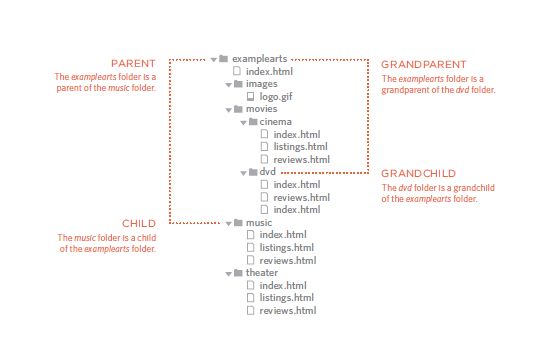 PARENT
The examplearts folder is a
parent of the music folder.
CHILD
The music folder is a child
of the examplearts folder.
examplearts
index.html
images
logo.gif
movies
cinema
index.html
listings.html
reviews.html
dvd
index.html
reviews.html
index.html
music
index.html
listings.html
reviews.html
theater
index.html
listings.html
reviews.html
GRANDPARENT
The examplearts folder is a
grandparent of the dvd folder.
GRANDCHILD
The dvd folder is a grandchild
of the examplearts folder.